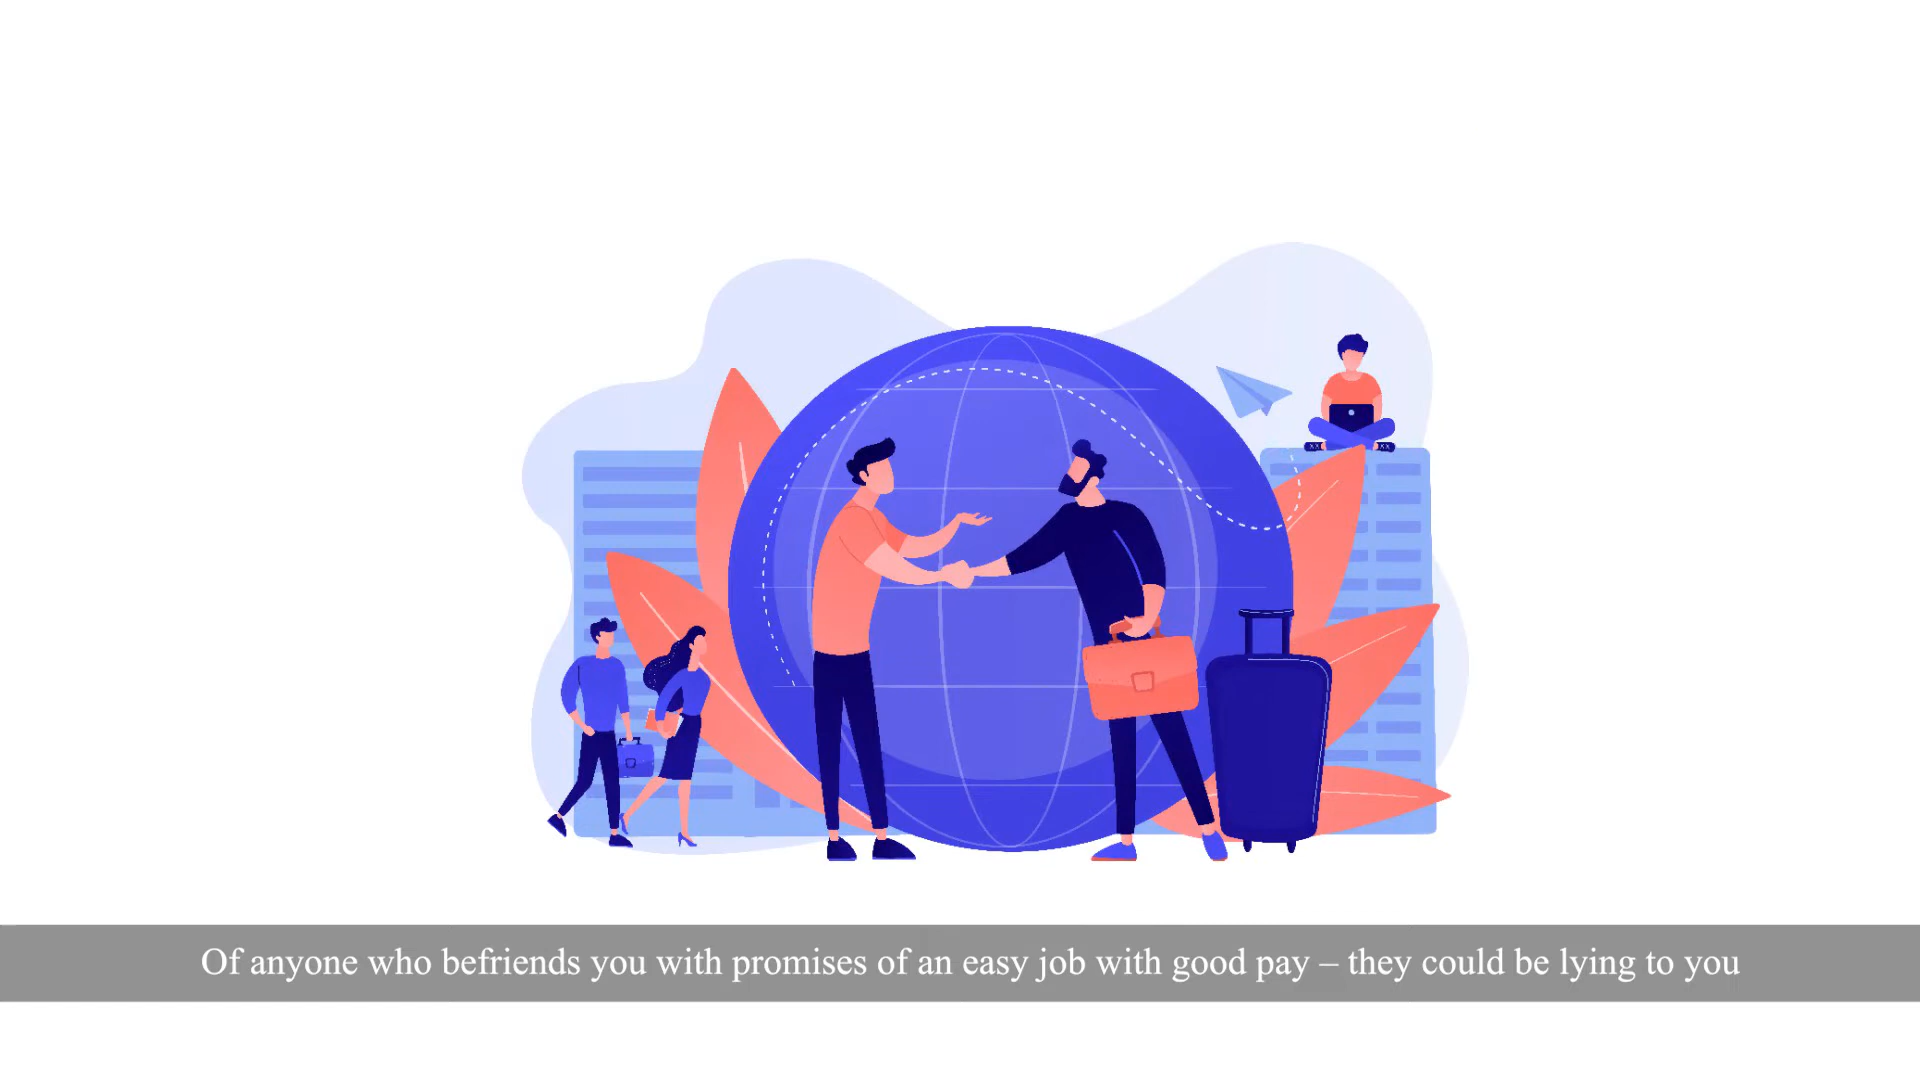 Of anyone who befriends you with promises of an easy job with good pay – they could be lying to you